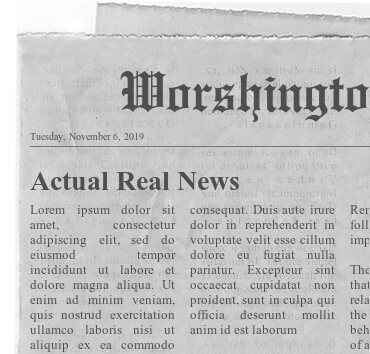 Worshingto
Tuesday, November 6, 2019
Actual Real News
Lorem ipsum dolor sit
amet, consectetur
adipiscing elit, sed do
eiusmod tempor
incididunt ut labore et
dolore magna aliqua. Ut
enim ad minim veniam,
quis nostrud exercitation
ullamco laboris nisi ut
aliquip ex ea commodo
consequat. Duis aute irure
dolor in reprehenderit in
voluptate velit esse cillum
dolore eu fugiat nulla
pariatur. Excepteur sint
occaecat cupidatat non
proident, sunt in culpa qui
officia deserunt mollit
anim id est laborum
Rer
foll
imp
The
that
rela
the
beh
of a